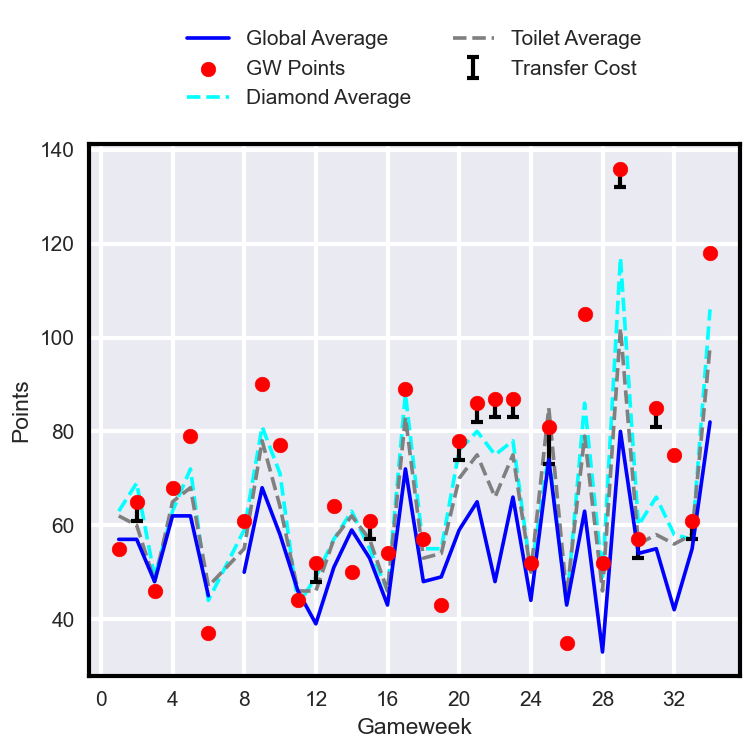 Global Average
GW Points
Diamond Average
Toilet Average
Transfer Cost
140
120
100
80
60
40
Points
0 4 8 12 16 20 24 28 32
Gameweek